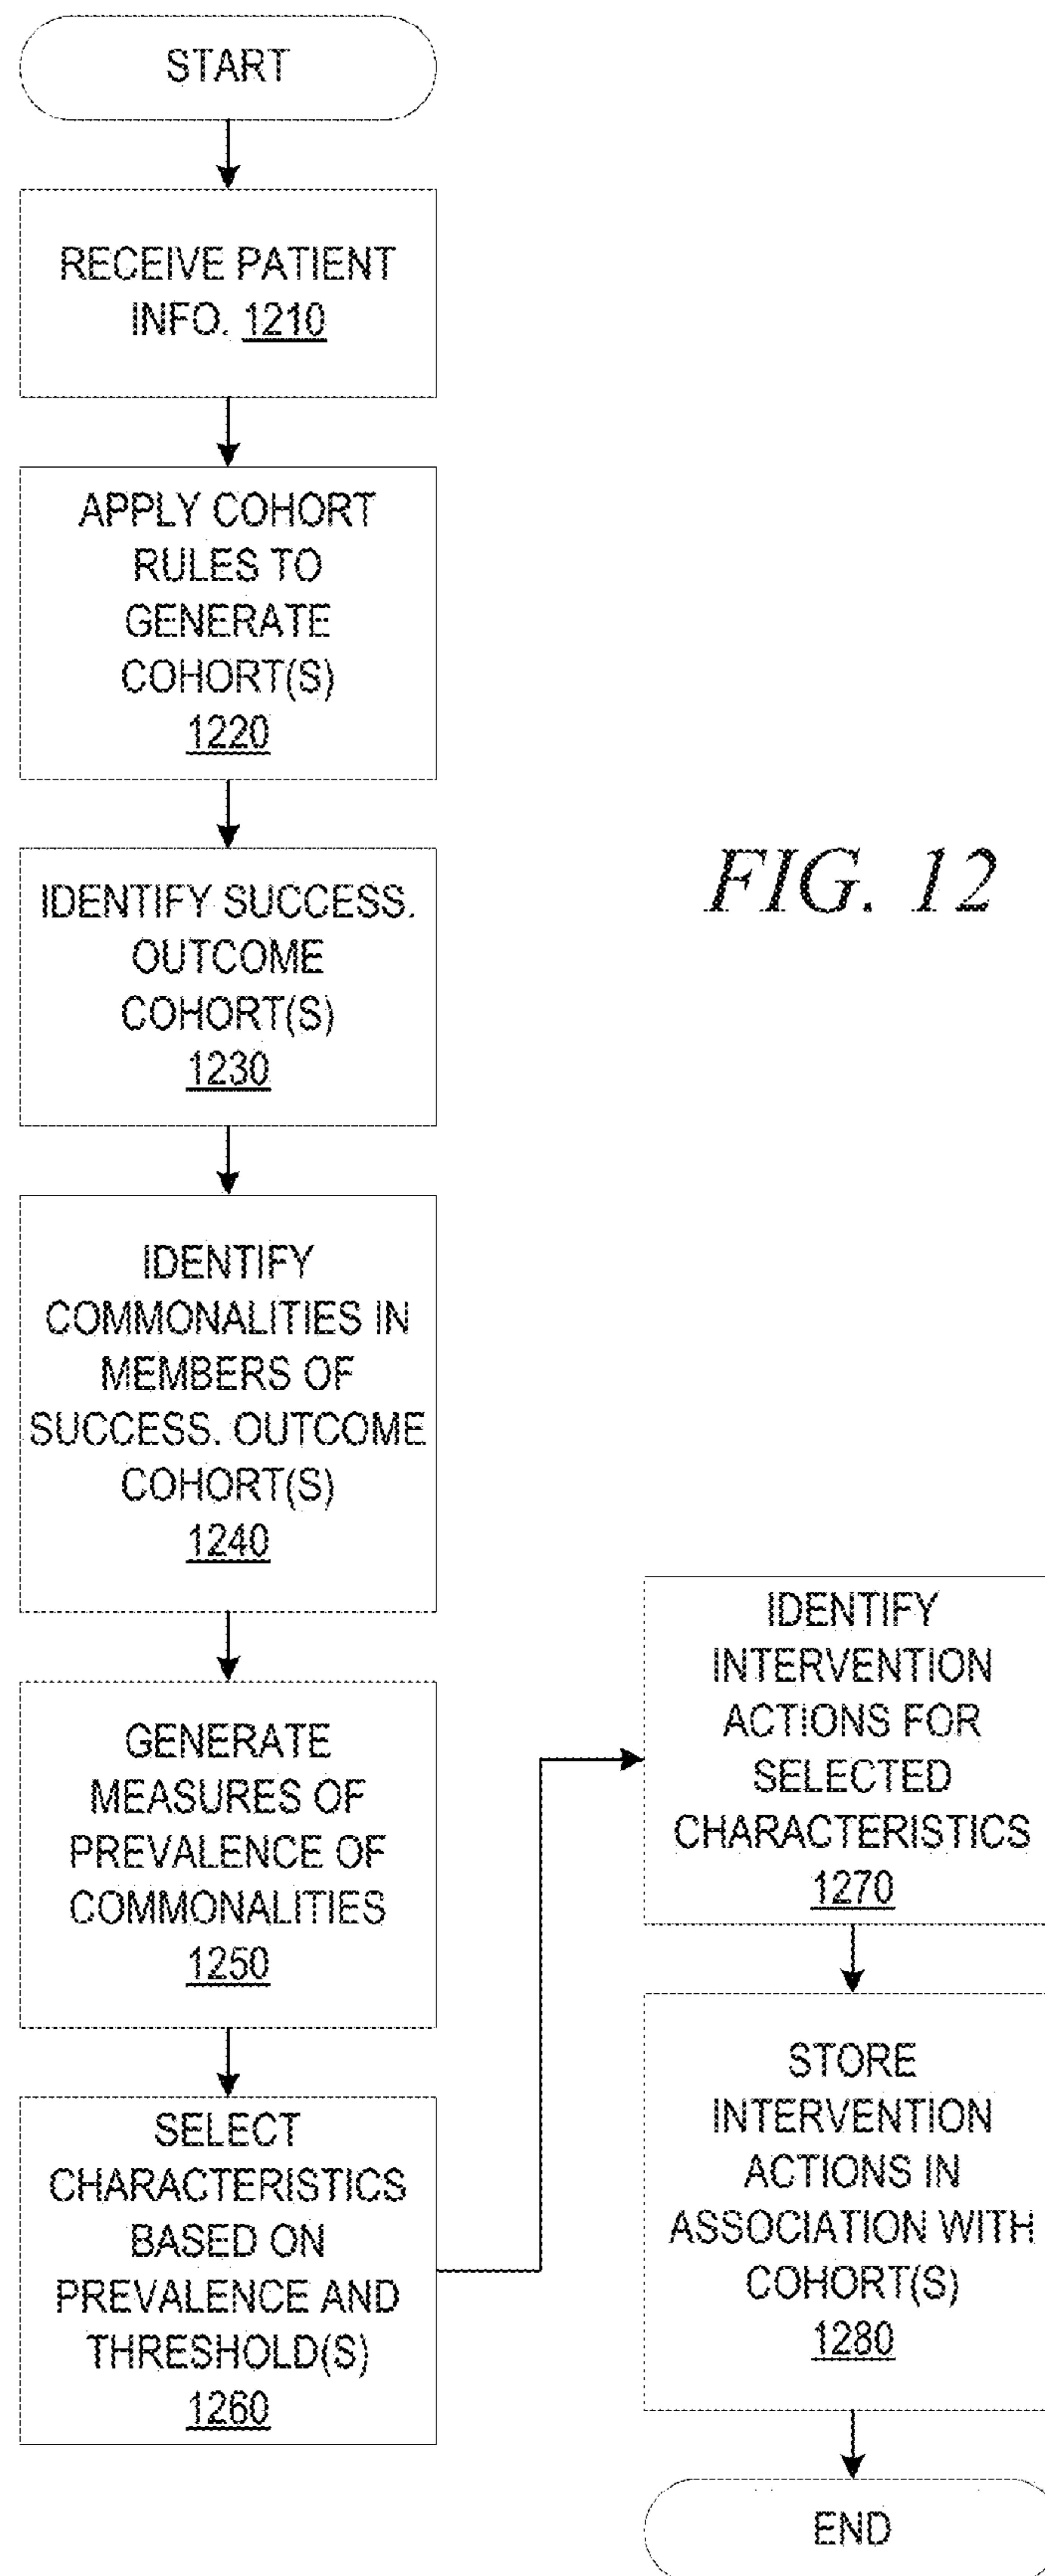 START
RECEIVE PATIENT
INFO. 1210
APPLY COHORT
RULES TO
GENERATE
COHORT(S)
1220
IDENTIFY SUCCESS.
OUTCOME
COHORT(S)
1230
IDENTIFY
COMMONALITIES IN
MEMBERS OF
SUCCESS. OUTCOME
COHORT(S)
1240
GENERATE
MEASURES OF
PREVALENCE OF
COMMONALITIES
1250
SELECT
CHARACTERISTICS
BASED ON
PREVALENCE AND
THRESHOLD(S)
1260
IDENTIFY
INTERVENTION
ACTIONS FOR
SELECTED
CHARACTERISTICS
1270
STORE
INTERVENTION
ACTIONS IN
ASSOCIATION WITH
COHORT(S)
1280
END
FIG. 12